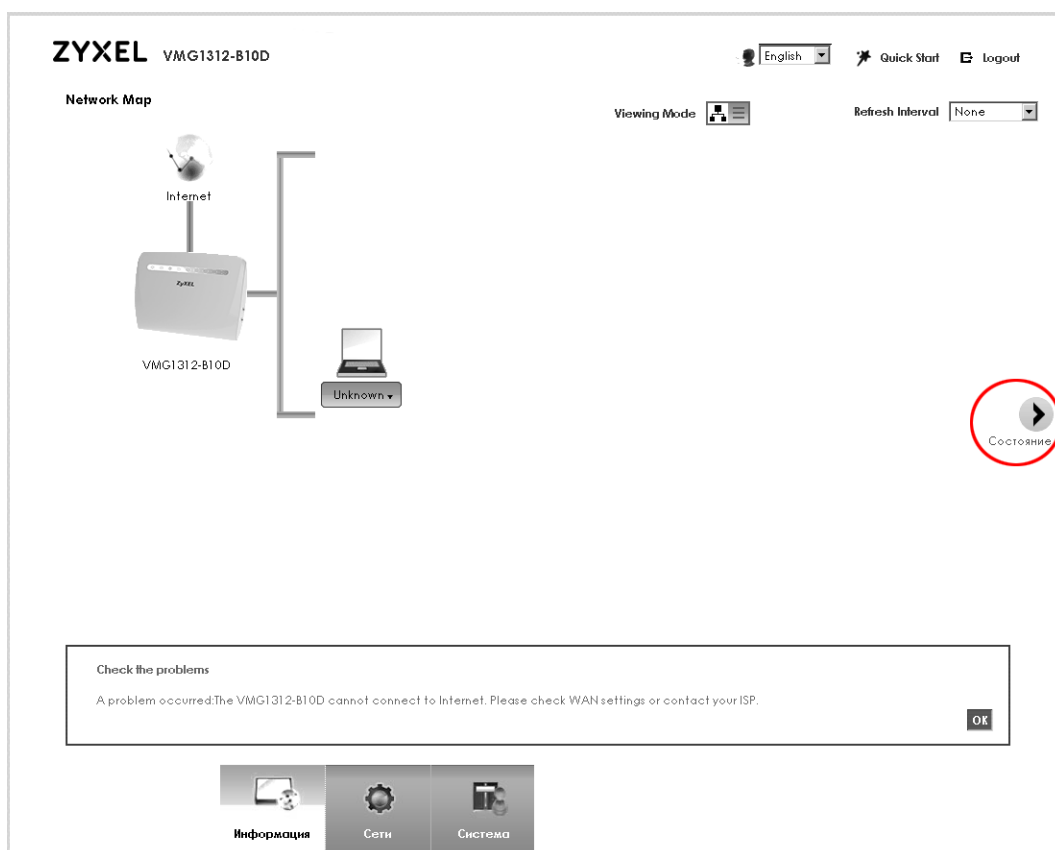 ZYXEL VMG1312-B10D
English Quick Start Logout
Network Map
Viewing Mode Refresh Interval None
Internet
ZyXEL
VMG1312-B10D
Unknown
Состояние
Check the problems
A problem occurred:The VMG1312-B10D cannot connect to Internet. Please check WAN settings or contact your ISP.
OK
Информация Сети Система